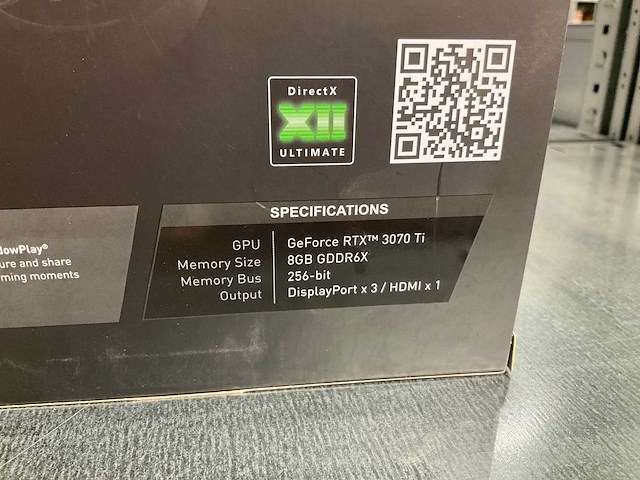 DirectX
XII
ULTIMATE
SPECIFICATIONS
GPU GeForce RTX™ 3070 Ti
Memory Size 8GB GDDR6X
Memory Bus 256-bit
Output DisplayPort x 3 / HDMI x 1
dowPlay®
ure and share
ming moments